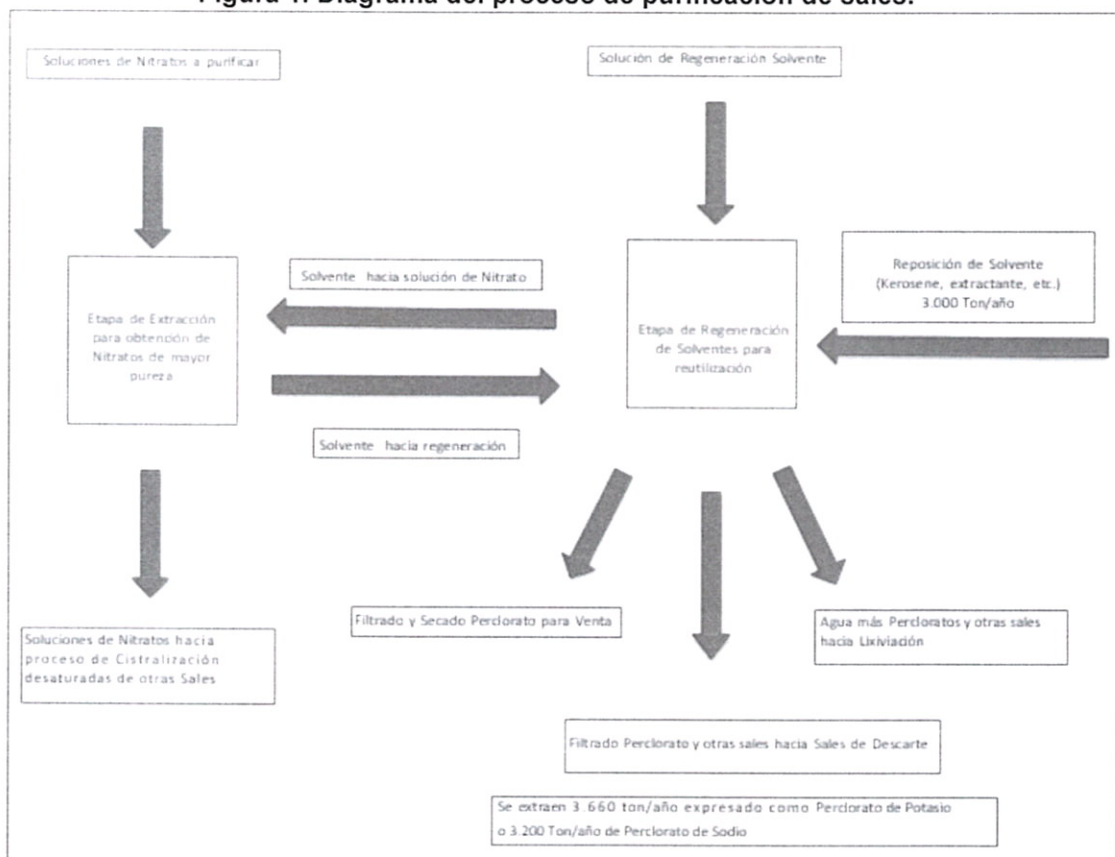 Figura 1. Diagrama del proceso de purificación de sales.
Soluciones de Nitratos a purificar
Solución de Regeneración Solvente
Etapa de Extracción
para obtención de
Nitratos de mayor
pureza
Solvente hacia solución de Nitrato
Solvente hacia regeneración
Etapa de Regeneración
de Solventes para
reutilización
Reposición de Solvente
(Kerosene, extractante, etc.)
3.000 Ton/año
Soluciones de Nitratos hacia
proceso de Cistralización
desaturadas de otras Sales
Filtrado y Secado Perclorato para Venta
Agua más Percloratos y otras sales
hacia Lixiviación
Filtrado Perclorato y otras sales hacia Sales de Descarte
Se extraen 3.660 ton/año expresado como Perclorato de Potasio
o 3.200 Ton/año de Perclorato de Sodio